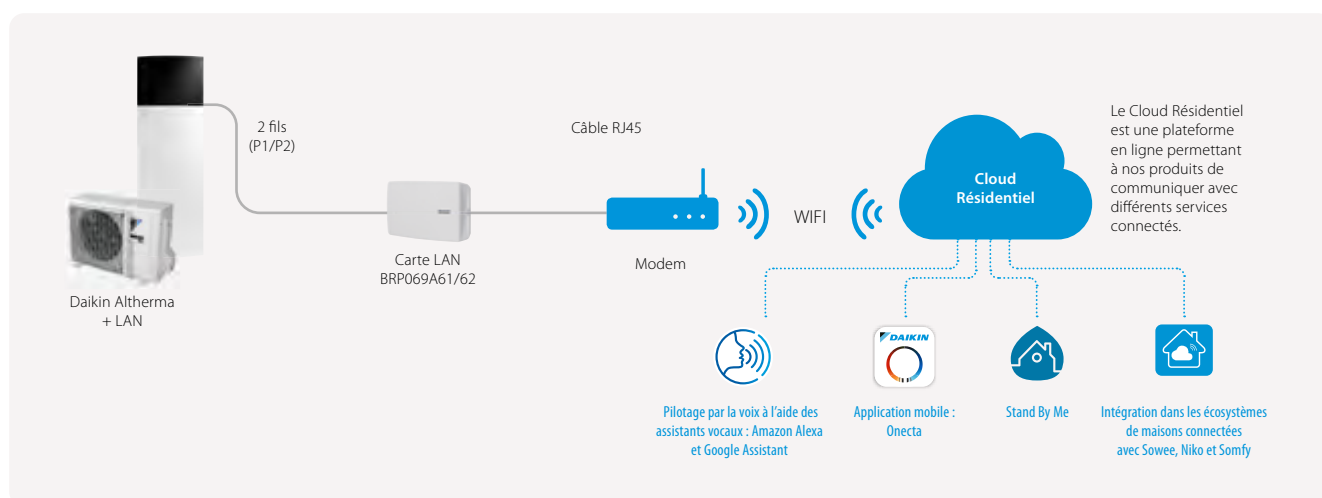 2 fils
(P1/P2)
Câble RJ45
Le Cloud Résidentiel
est une plateforme
en ligne permettant
à nos produits de
communiquer avec
différents services
connectés.
Cloud
Résidentiel
WIFI
Carte LAN
BRP069A61/62
Modem
Daikin Altherma
+ LAN
DAIKIN
Pilotage par la voix à l’aide des
assistants vocaux : Amazon Alexa
et Google Assistant
Application mobile :
Onecta
Stand By Me
Intégration dans les écosystèmes
de maisons connectées
avec Sowee, Niko et Somfy